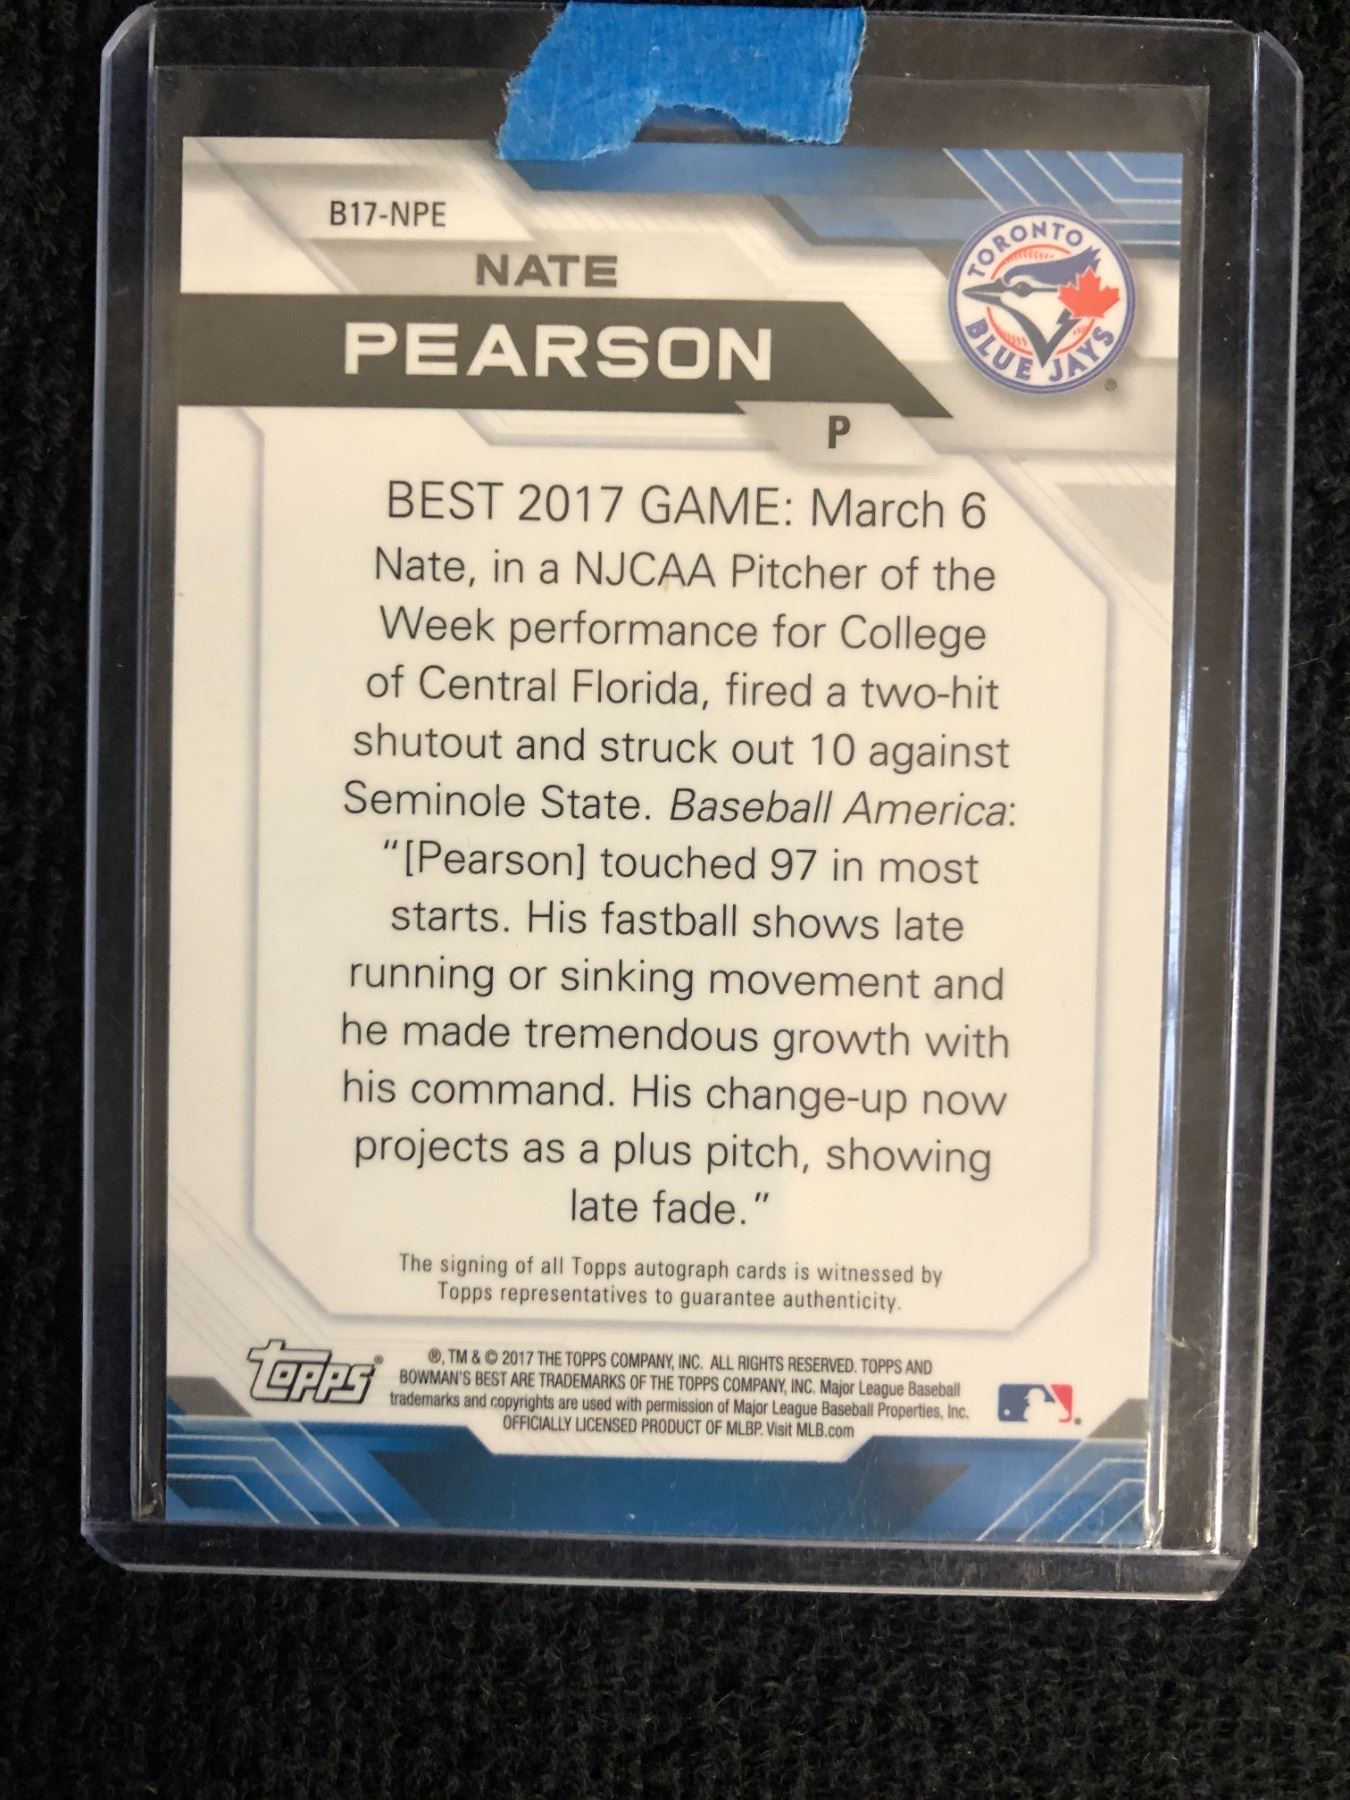 B17-NPE
NATE
PEARSON
P
TORONTO
BLUE JAYS
BEST 2017 GAME: March 6
Nate, in a NJCAA Pitcher of the
Week performance for College
of Central Florida, fired a two-hit
shutout and struck out 10 against
Seminole State. Baseball America:
“[Pearson] touched 97 in most
starts. His fastball shows late
running or sinking movement and
he made tremendous growth with
his command. His change-up now
projects as a plus pitch, showing
late fade.”
The signing of all Topps autograph cards is witnessed by
Topps representatives to guarantee authenticity.
Topps®
®, TM & © 2017 THE TOPPS COMPANY, INC. ALL RIGHTS RESERVED. TOPPS AND
BOWMAN'S BEST ARE TRADEMARKS OF THE TOPPS COMPANY, INC. Major League Baseball
trademarks and copyrights are used with permission of Major League Baseball Properties, Inc.
OFFICIALLY LICENSED PRODUCT OF MLBP. Visit MLB.com